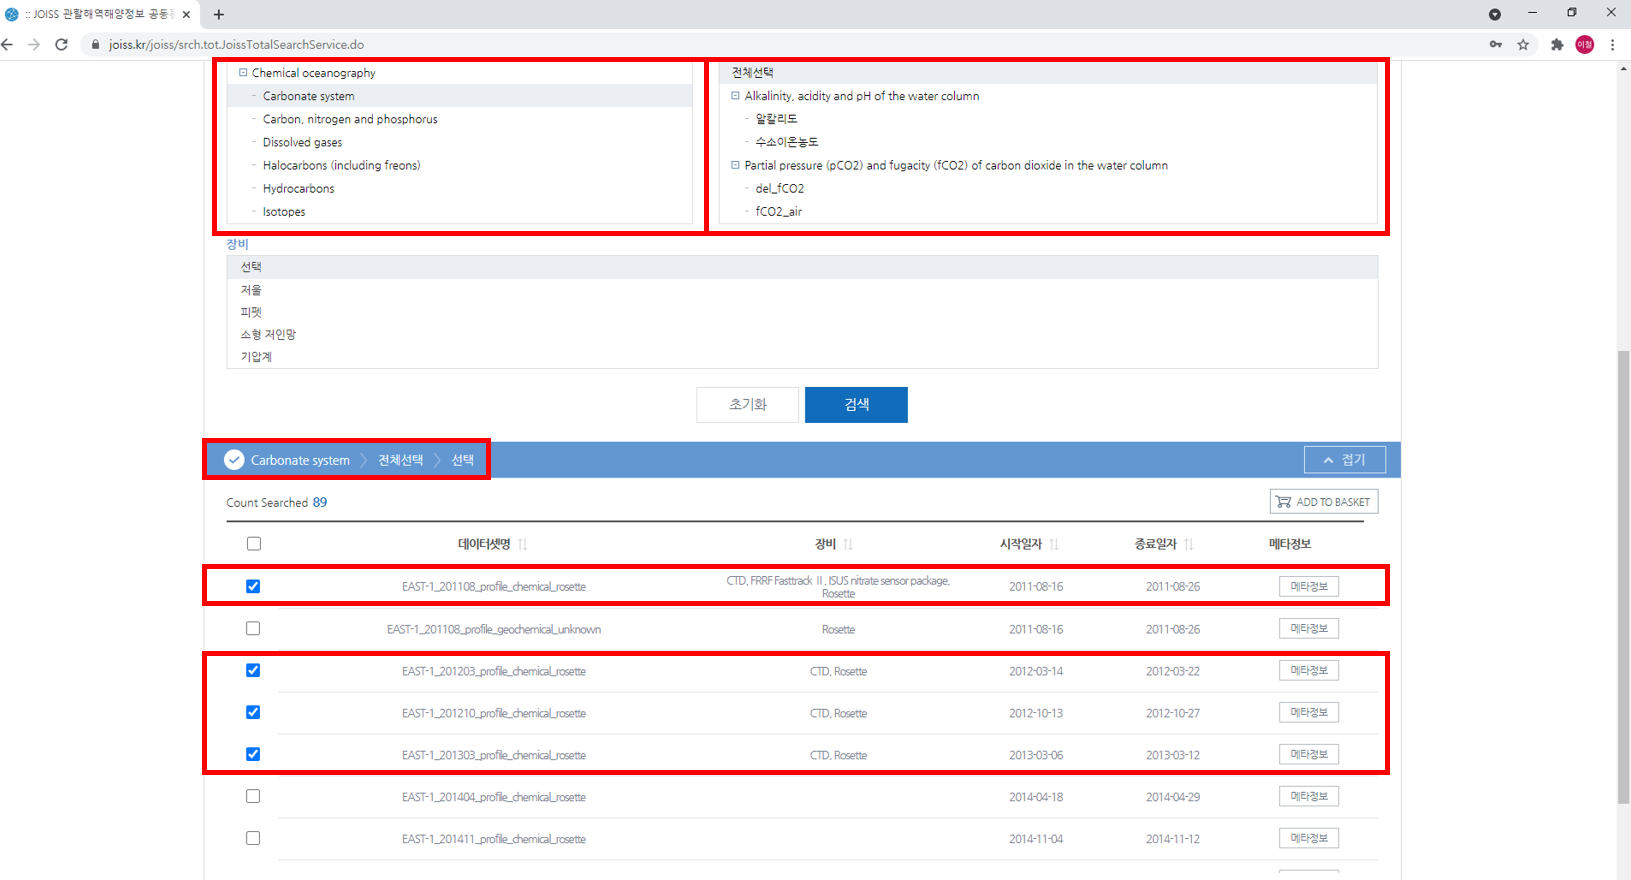 :: JOISS 관할해역해양정보 공동
joiss.kr/joiss/srch.tot.JoissTotalSearchService.do
이철
Chemical oceanography
Carbonate system
Carbon, nitrogen and phosphorus
Dissolved gases
Halocarbons (including freons)
Hydrocarbons
Isotopes
전체선택
Alkalinity, acidity and pH of the water column
알칼리도
수소이온농도
Partial pressure (pCO2) and fugacity (fCO2) of carbon dioxide in the water column
del_fCO2
fCO2_air
장비
선택
저울
피펫
소형 저인망
기압계
초기화 검색
Carbonate system 전체선택 선택 접기
Count Searched 89 ADD TO BASKET
데이터셋명 장비 시작일자 종료일자 메타정보
EAST-1_201108_profile_chemical_rosette CTD, FRRF Fasttrack Ⅱ, ISUS nitrate sensor package, 2011-08-16 2011-08-26 메타정보
Rosette
EAST-1_201108_profile_geochemical_unknown Rosette 2011-08-16 2011-08-26 메타정보
EAST-1_201203_profile_chemical_rosette CTD, Rosette 2012-03-14 2012-03-22 메타정보
EAST-1_201210_profile_chemical_rosette CTD, Rosette 2012-10-13 2012-10-27 메타정보
EAST-1_201303_profile_chemical_rosette CTD, Rosette 2013-03-06 2013-03-12 메타정보
EAST-1_201404_profile_chemical_rosette 2014-04-18 2014-04-29 메타정보
EAST-1_201411_profile_chemical_rosette 2014-11-04 2014-11-12 메타정보